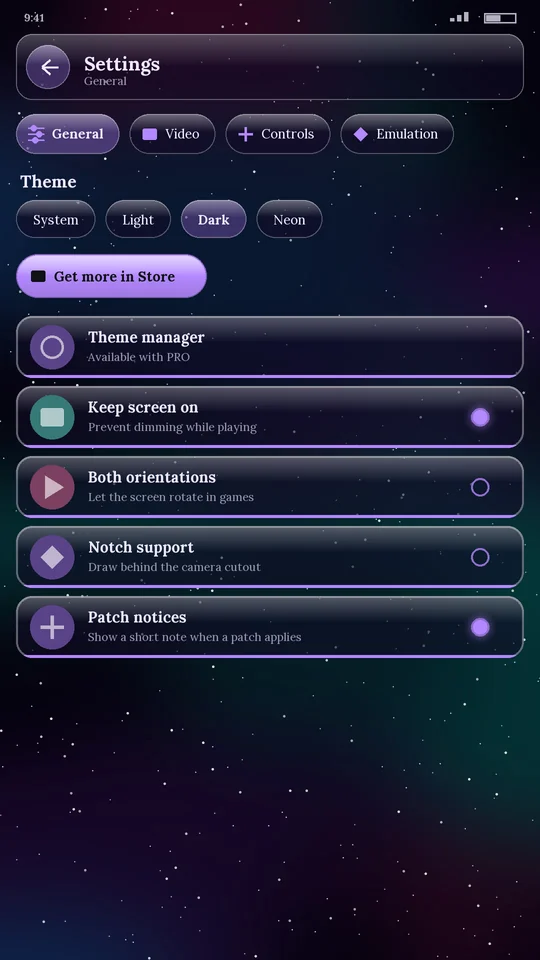 9:41
Settings
General
General
Video
Controls
Emulation
Theme
System
Light
Dark
Neon
Get more in Store
Theme manager
Available with PRO
Keep screen on
Prevent dimming while playing
Both orientations
Let the screen rotate in games
Notch support
Draw behind the camera cutout
Patch notices
Show a short note when a patch applies